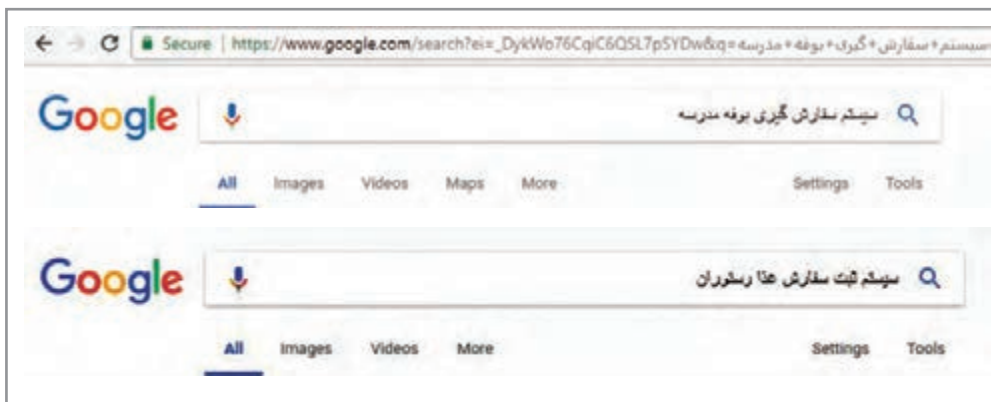 Secure | https://www.google.com/search?ei=_DykWo76CqiC6QSL7pSYDw&q=سیستم+سفارش+گیری+بوفه+مدرسه
Google سیستم سفارش گیری بوفه مدرسه
All Images Videos Maps More Settings Tools
Google سیستم ثبت سفارش غذا رستوران
All Images Videos More Settings Tools